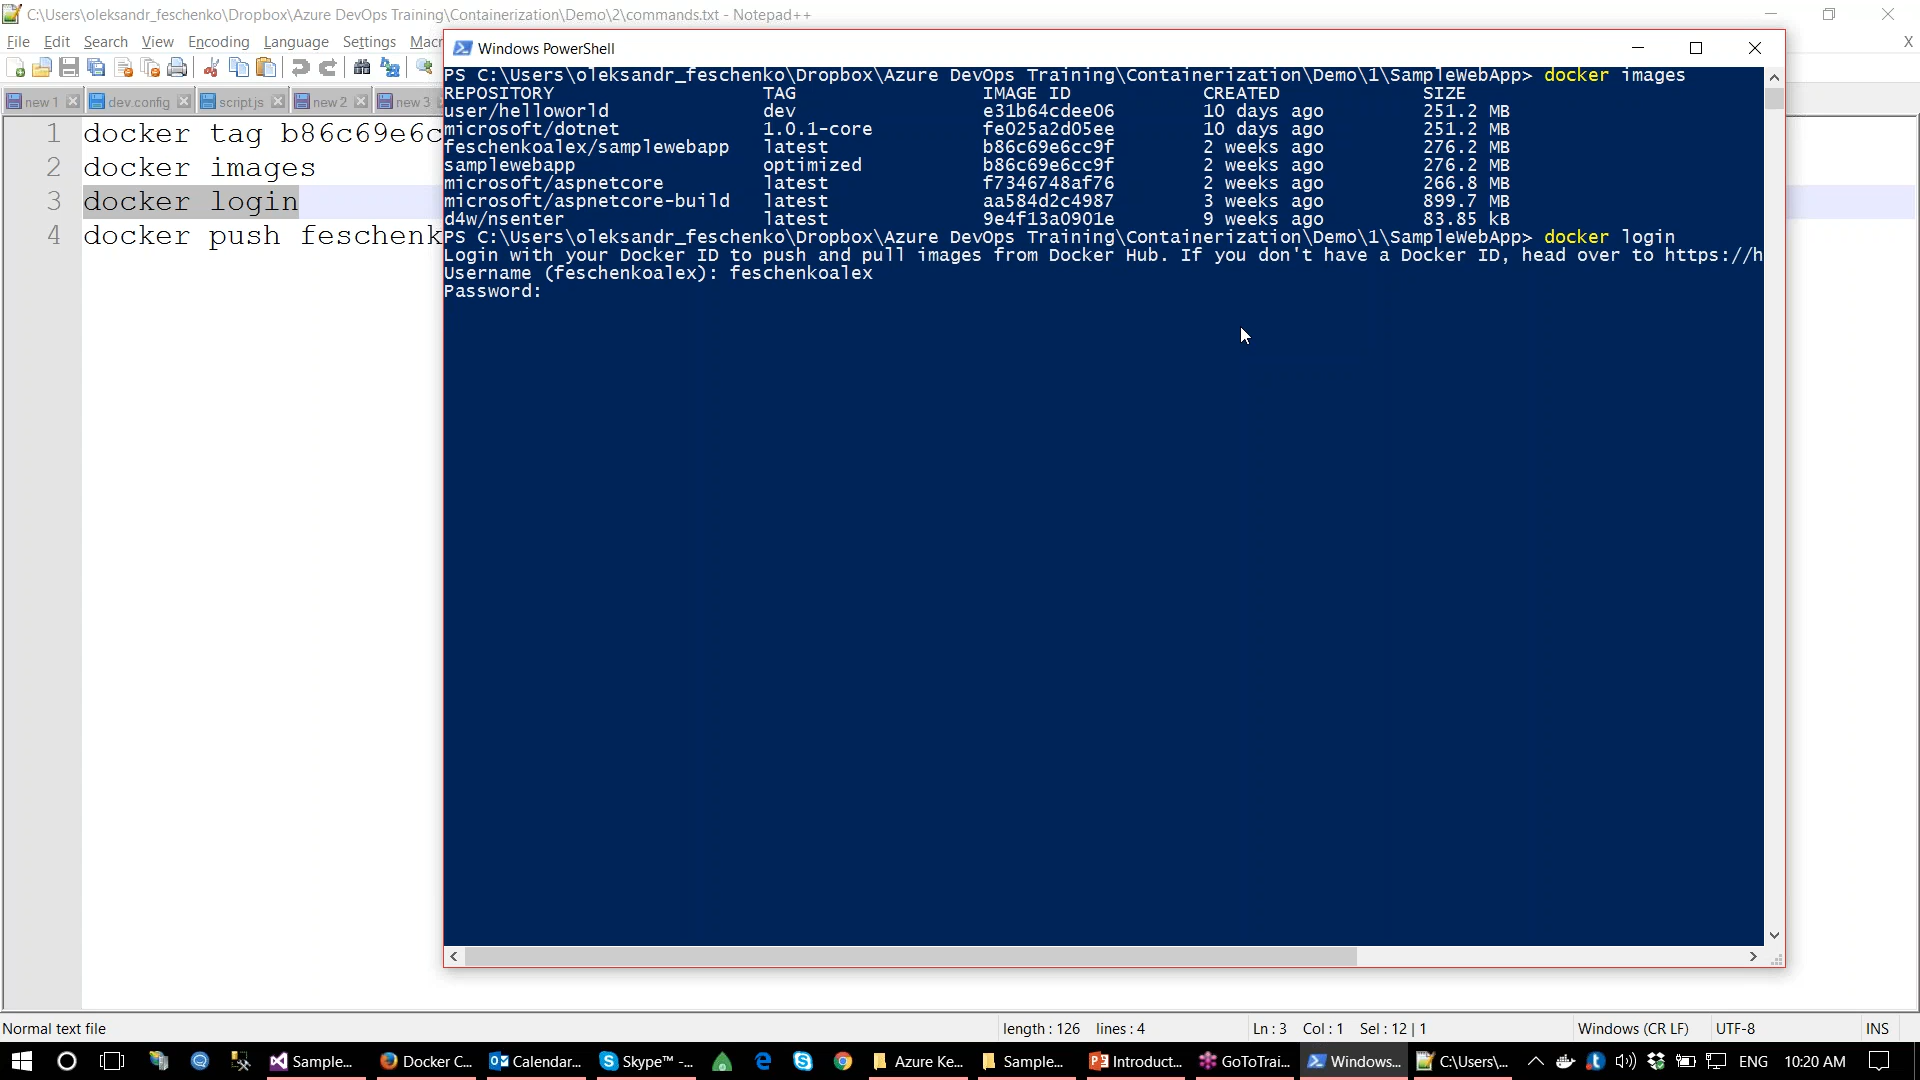 C:\Users\oleksandr_feschenko\Dropbox\Azure DevOps Training\Containerization\Demo\2\commands.txt - Notepad++
File Edit Search View Encoding Language Settings Macr
X
new 1 dev.config script.js new 2 new 3
1 docker tag b86c69e6c
2 docker images
3 docker login
4 docker push feschenk
Windows PowerShell
PS C:\Users\oleksandr_feschenko\Dropbox\Azure DevOps Training\Containerization\Demo\1\SampleWebApp> docker images
REPOSITORY TAG IMAGE ID CREATED SIZE
user/helloworld dev e31b64cdee06 10 days ago 251.2 MB
microsoft/dotnet 1.0.1-core fe025a2d05ee 10 days ago 251.2 MB
feschenkoalex/samplewebapp latest b86c69e6cc9f 2 weeks ago 276.2 MB
samplewebapp optimized b86c69e6cc9f 2 weeks ago 276.2 MB
microsoft/aspnetcore latest f7346748af76 2 weeks ago 266.8 MB
microsoft/aspnetcore-build latest aa584d2c4987 3 weeks ago 899.7 MB
d4w/nsenter latest 9e4f13a0901e 9 weeks ago 83.85 kB
PS C:\Users\oleksandr_feschenko\Dropbox\Azure DevOps Training\Containerization\Demo\1\SampleWebApp> docker login
Login with your Docker ID to push and pull images from Docker Hub. If you don't have a Docker ID, head over to https://h
Username (feschenkoalex): feschenkoalex
Password:
Normal text file length : 126 lines : 4 Ln : 3 Col : 1 Sel : 12 | 1 Windows (CR LF) UTF-8 INS
Sample... Docker C... Calendar... Skype™ -... Azure Ke... Sample... Introduct... GoToTrai... Windows... C:\Users\... ENG 10:20 AM